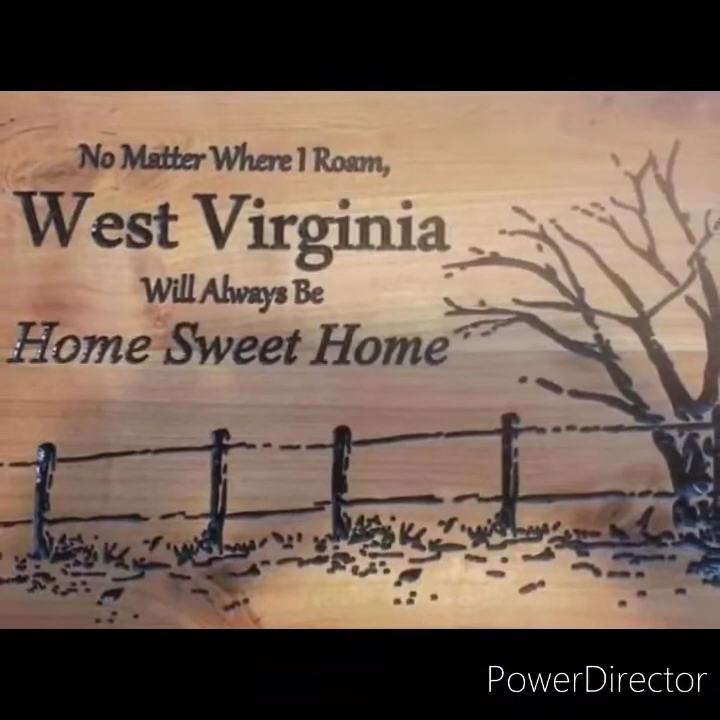 No Matter Where I Roam,
West Virginia
Will Always Be
Home Sweet Home
PowerDirector